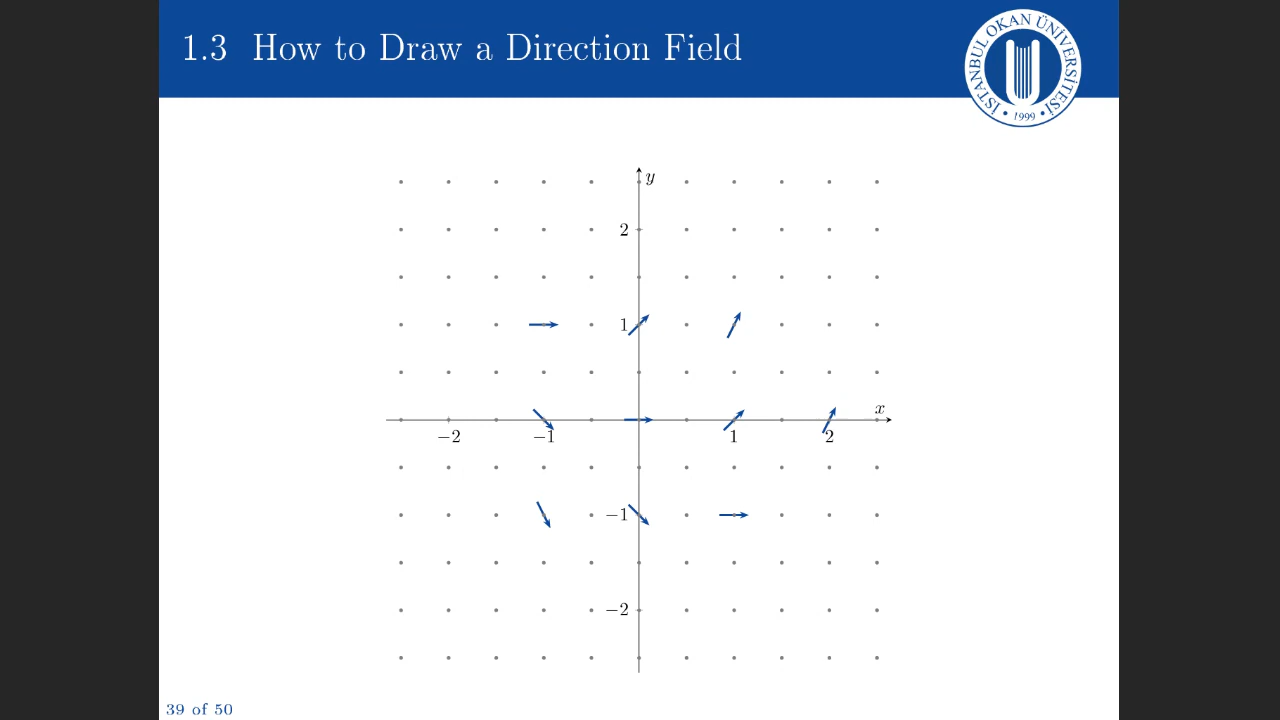 1.3 How to Draw a Direction Field
İSTANBUL OKAN ÜNİVERSİTESİ
• 1999 •
y
2
1
x
−2 −1 1 2
−1
−2
39 of 50